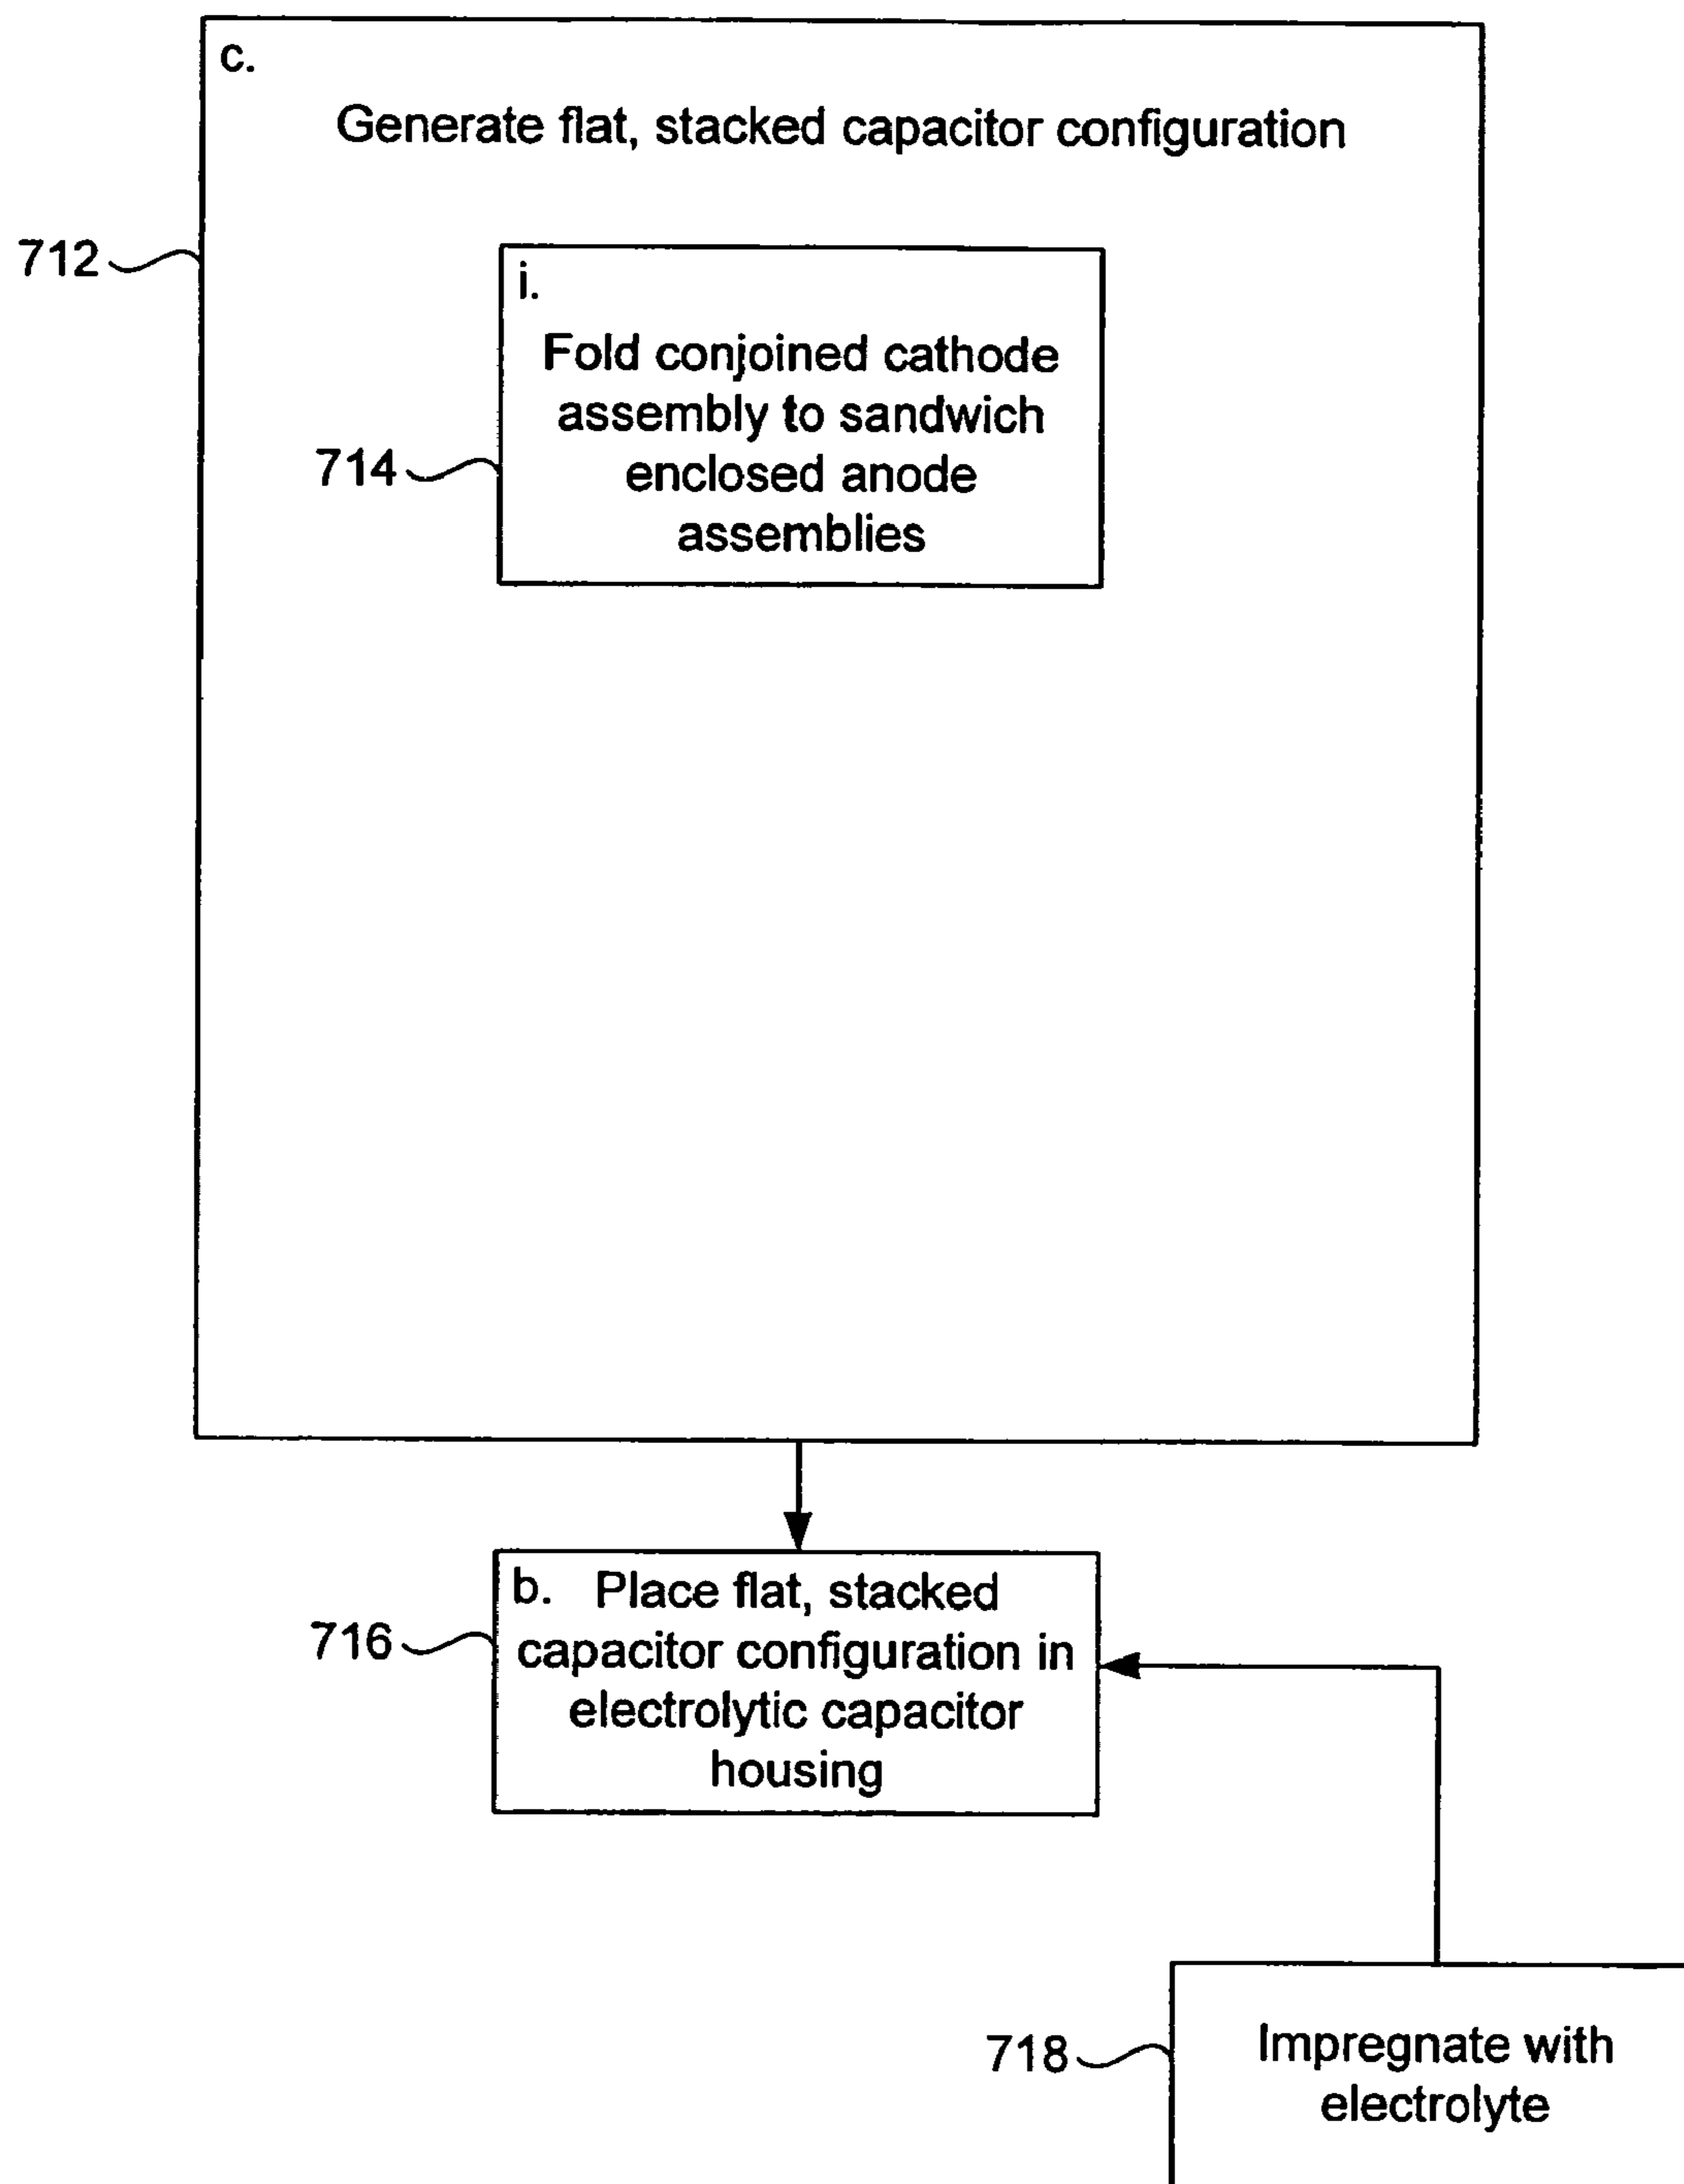 c.
Generate flat, stacked capacitor configuration
712
i.
Fold conjoined cathode
assembly to sandwich
714
enclosed anode
assemblies
b. Place flat, stacked
716
capacitor configuration in
electrolytic capacitor
housing
718
Impregnate with
electrolyte